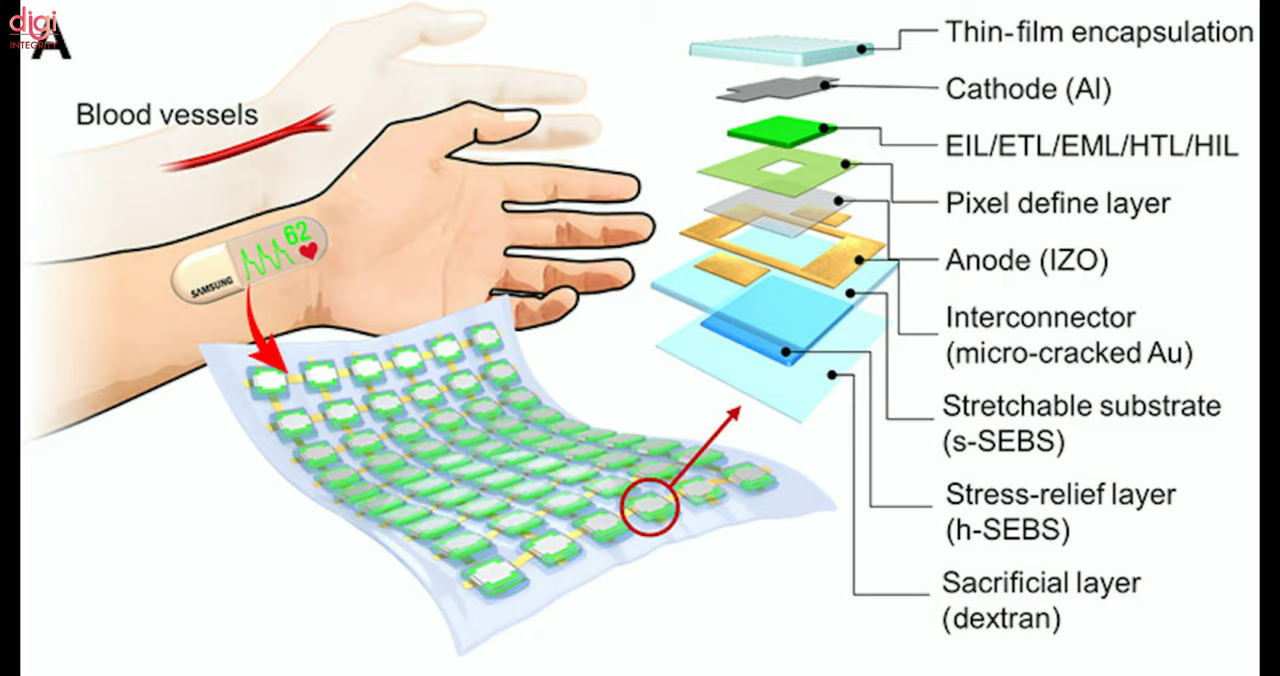 digi
INTEGRITY
A
Blood vessels
62
SAMSUNG
Thin-film encapsulation
Cathode (Al)
EIL/ETL/EML/HTL/HIL
Pixel define layer
Anode (IZO)
Interconnector
(micro-cracked Au)
Stretchable substrate
(s-SEBS)
Stress-relief layer
(h-SEBS)
Sacrificial layer
(dextran)